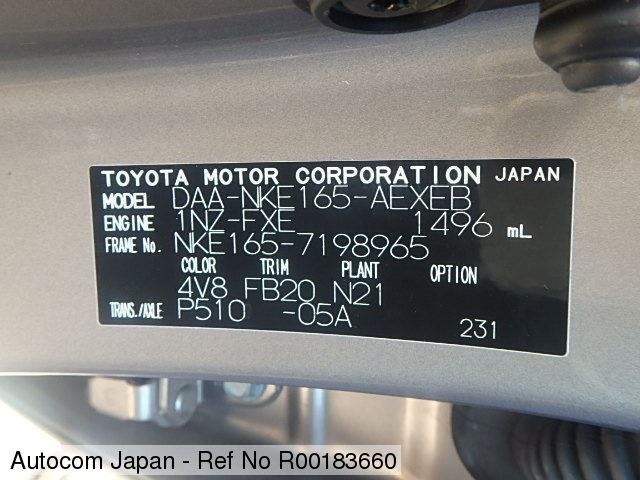 TOYOTA MOTOR CORPORATION JAPAN
MODEL DAA-NKE165-AEXEB
ENGINE 1NZ-FXE 1496 mL
FRAME No. NKE165-7198965
COLOR TRIM PLANT OPTION
4V8 FB20 N21
TRANS./AXLE P510 -05A
231
Autocom Japan - Ref No R00183660